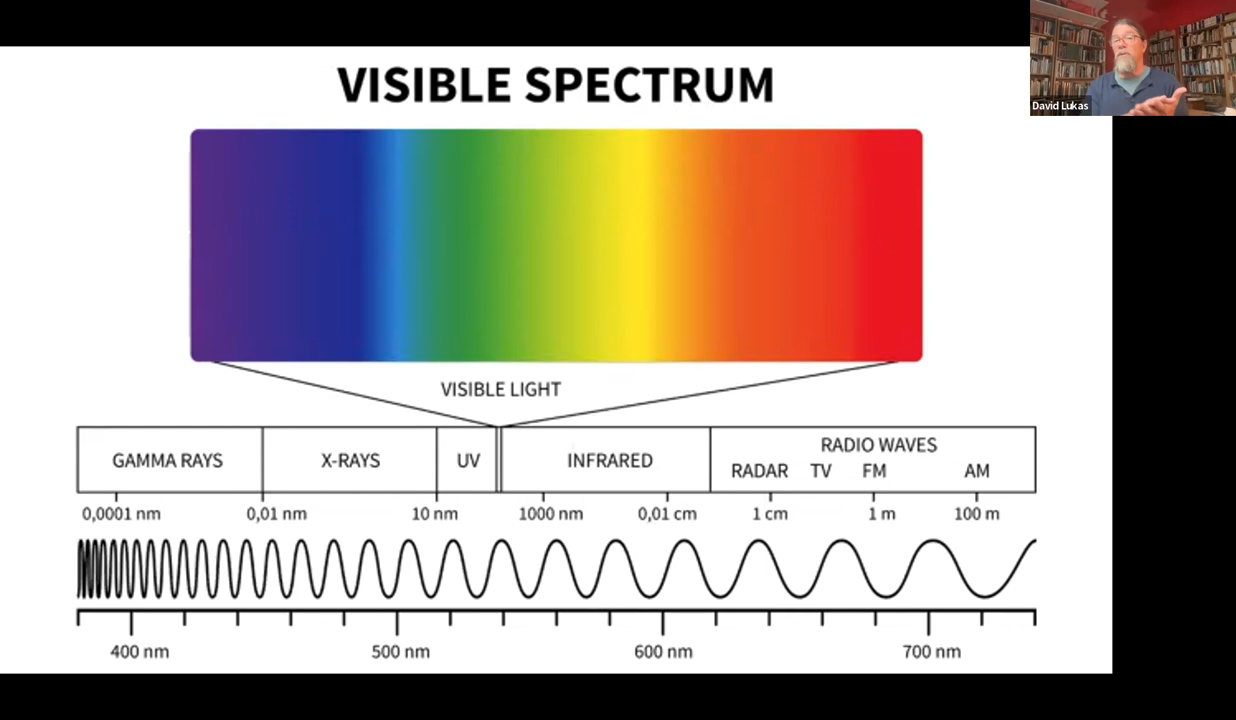 VISIBLE SPECTRUM
David Lukas
VISIBLE LIGHT
GAMMA RAYS X-RAYS UV INFRARED RADIO WAVES
RADAR TV FM AM
0,0001 nm 0,01 nm 10 nm 1000 nm 0,01 cm 1 cm 1 m 100 m
400 nm 500 nm 600 nm 700 nm